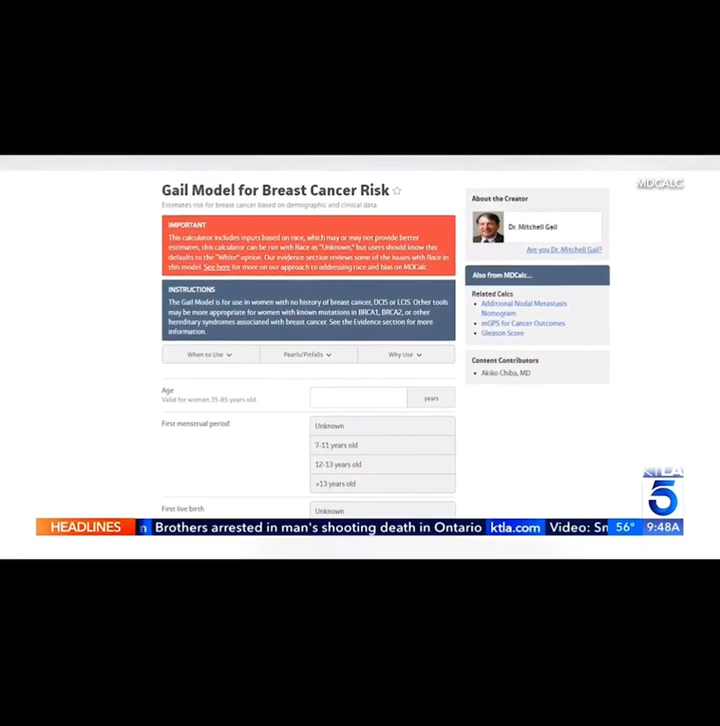 MDCALC
Gail Model for Breast Cancer Risk
Estimates risk for breast cancer based on demographic and clinical data.
IMPORTANT
This calculator includes inputs based on race, which may or may not provide better
estimates, this calculator can be run with Race as "Unknown," but users should know this
defaults to the "White" option. Our evidence section reviews some of the issues with Race in
this model. See here for more on our approach to addressing race and bias on MDCalc.
INSTRUCTIONS
The Gail Model is for use in women with no history of breast cancer, DCIS or LCIS. Other tools
may be more appropriate for women with known mutations in BRCA1, BRCA2, or other
hereditary syndromes associated with breast cancer. See the Evidence section for more
information.
When to Use
Pearls/Pitfalls
Why Use
Age
Valid for women 35-85 years old.
years
First menstrual period
Unknown
7-11 years old
12-13 years old
>13 years old
First live birth
Unknown
About the Creator
Dr. Mitchell Gail
Are you Dr. Mitchell Gail?
Also from MDCalc...
Related Calcs
• Additional Nodal Metastasis
Nomogram
• mGPS for Cancer Outcomes
• Gleason Score
Content Contributors
• Akiko Chiba, MD
KTLA
5
HEADLINES n Brothers arrested in man's shooting death in Ontario ktla.com Video: Sn 56° 9:48A